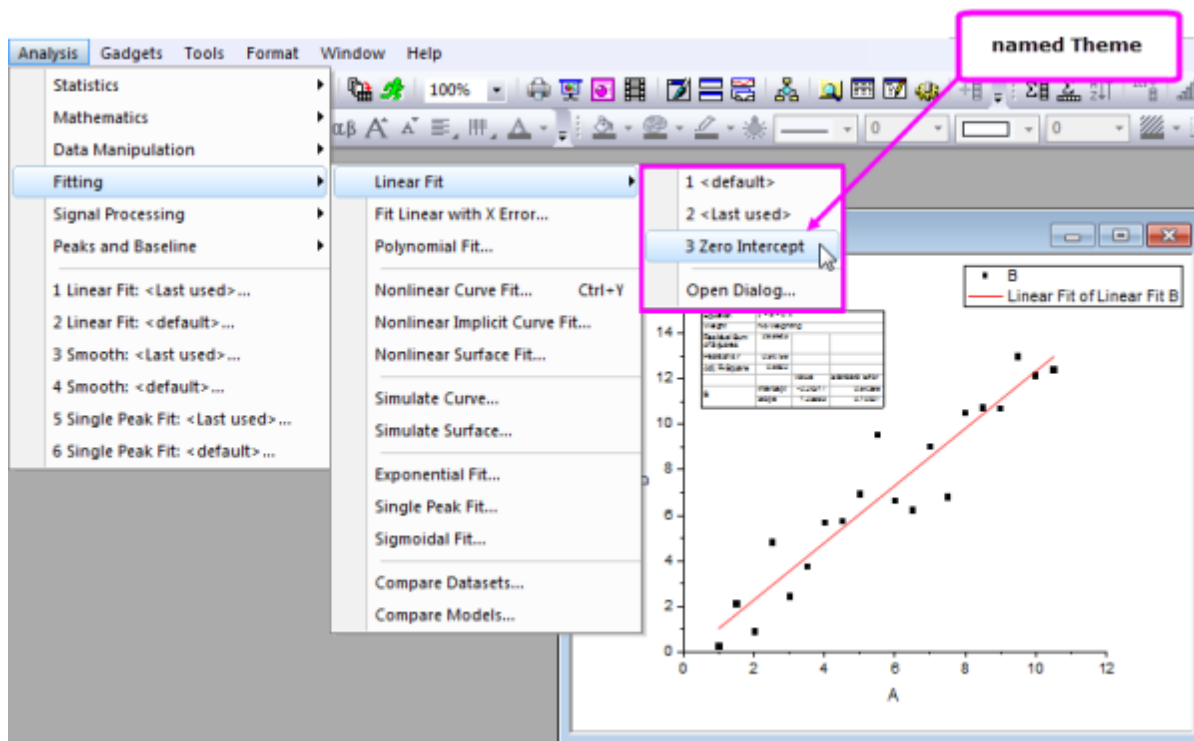 named Theme
Analysis Gadgets Tools Format Window Help
100%
0
0
Statistics
Mathematics
Data Manipulation
Fitting
Signal Processing
Peaks and Baseline
1 Linear Fit: <Last used>...
2 Linear Fit: <default>...
3 Smooth: <Last used>...
4 Smooth: <default>...
5 Single Peak Fit: <Last used>...
6 Single Peak Fit: <default>...
Linear Fit
Fit Linear with X Error...
Polynomial Fit...
Nonlinear Curve Fit... Ctrl+Y
Nonlinear Implicit Curve Fit...
Nonlinear Surface Fit...
Simulate Curve...
Simulate Surface...
Exponential Fit...
Single Peak Fit...
Sigmoidal Fit...
Compare Datasets...
Compare Models...
1 <default>
2 <Last used>
3 Zero Intercept
Open Dialog...
B
Linear Fit of Linear Fit B
14
12
10
8
6
4
2
0
0 2 4 6 8 10 12
A